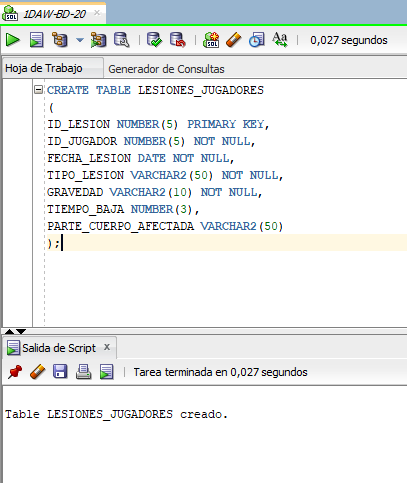 1DAW-BD-20
SQL
0,027 segundos
Hoja de Trabajo
Generador de Consultas
CREATE TABLE LESIONES_JUGADORES
(
ID_LESION NUMBER(5) PRIMARY KEY,
ID_JUGADOR NUMBER(5) NOT NULL,
FECHA_LESION DATE NOT NULL,
TIPO_LESION VARCHAR2(50) NOT NULL,
GRAVEDAD VARCHAR2(10) NOT NULL,
TIEMPO_BAJA NUMBER(3),
PARTE_CUERPO_AFECTADA VARCHAR2(50)
);
Salida de Script x
Tarea terminada en 0,027 segundos
Table LESIONES_JUGADORES creado.